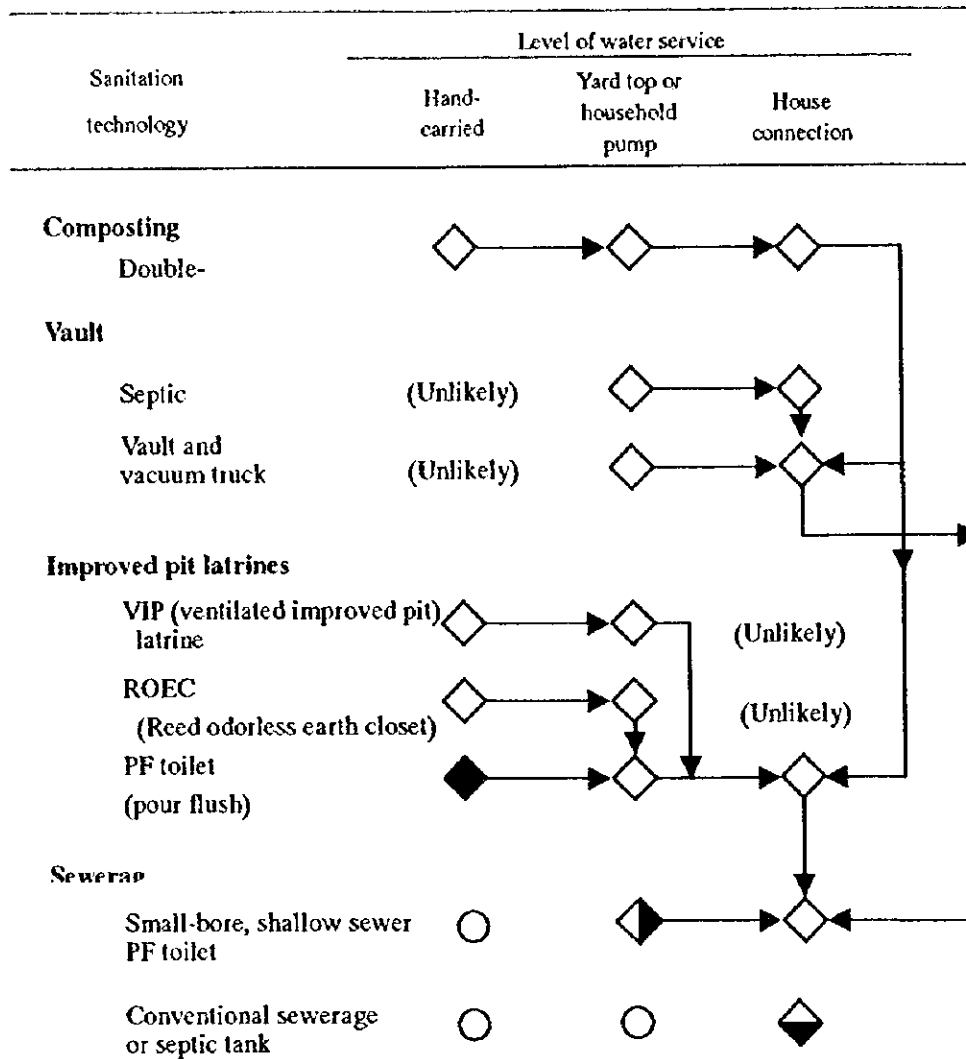 Level of water service
Sanitation
technology
Hand-
carried
Yard top or
household
pump
House
connection
Composting
Double-
Vault
Septic
(Unlikely)
Vault and
vacuum truck
(Unlikely)
Improved pit latrines
VIP (ventilated improved pit)
latrine
(Unlikely)
ROEC
(Reed odorless earth closet)
(Unlikely)
PF toilet
(pour flush)
Sewerag
Small-bore, shallow sewer
PF toilet
Conventional sewerage
or septic tank